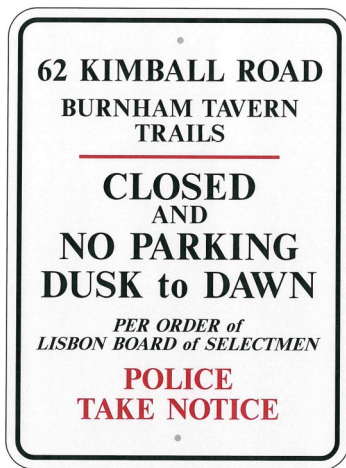 62 KIMBALL ROAD
BURNHAM TAVERN
TRAILS
CLOSED
AND
NO PARKING
DUSK to DAWN
PER ORDER of
LISBON BOARD of SELECTMEN
POLICE
TAKE NOTICE